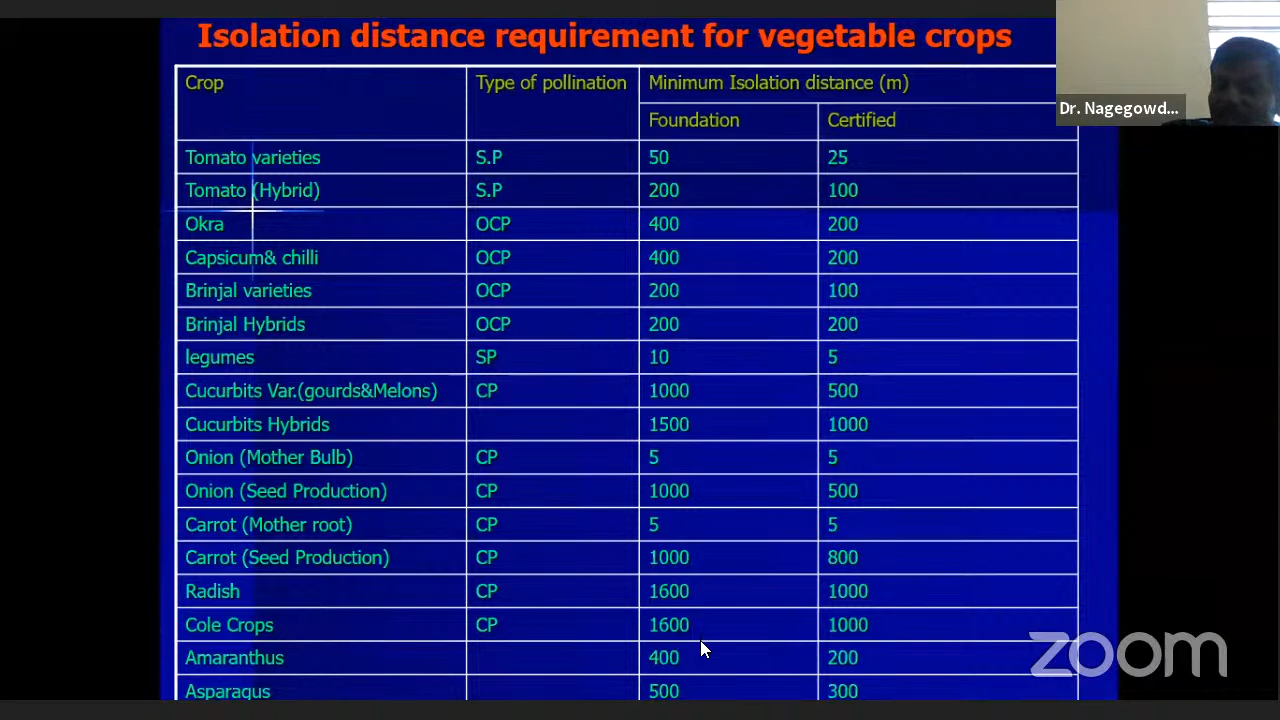 Isolation distance requirement for vegetable crops
Crop Type of pollination Minimum Isolation distance (m)
Foundation Certified
Tomato varieties S.P 50 25
Tomato (Hybrid) S.P 200 100
Okra OCP 400 200
Capsicum& chilli OCP 400 200
Brinjal varieties OCP 200 100
Brinjal Hybrids OCP 200 200
legumes SP 10 5
Cucurbits Var.(gourds&Melons) CP 1000 500
Cucurbits Hybrids 1500 1000
Onion (Mother Bulb) CP 5 5
Onion (Seed Production) CP 1000 500
Carrot (Mother root) CP 5 5
Carrot (Seed Production) CP 1000 800
Radish CP 1600 1000
Cole Crops CP 1600 1000
Amaranthus 400 200
Asparagus 500 300
Dr. Nagegowd...
zoom